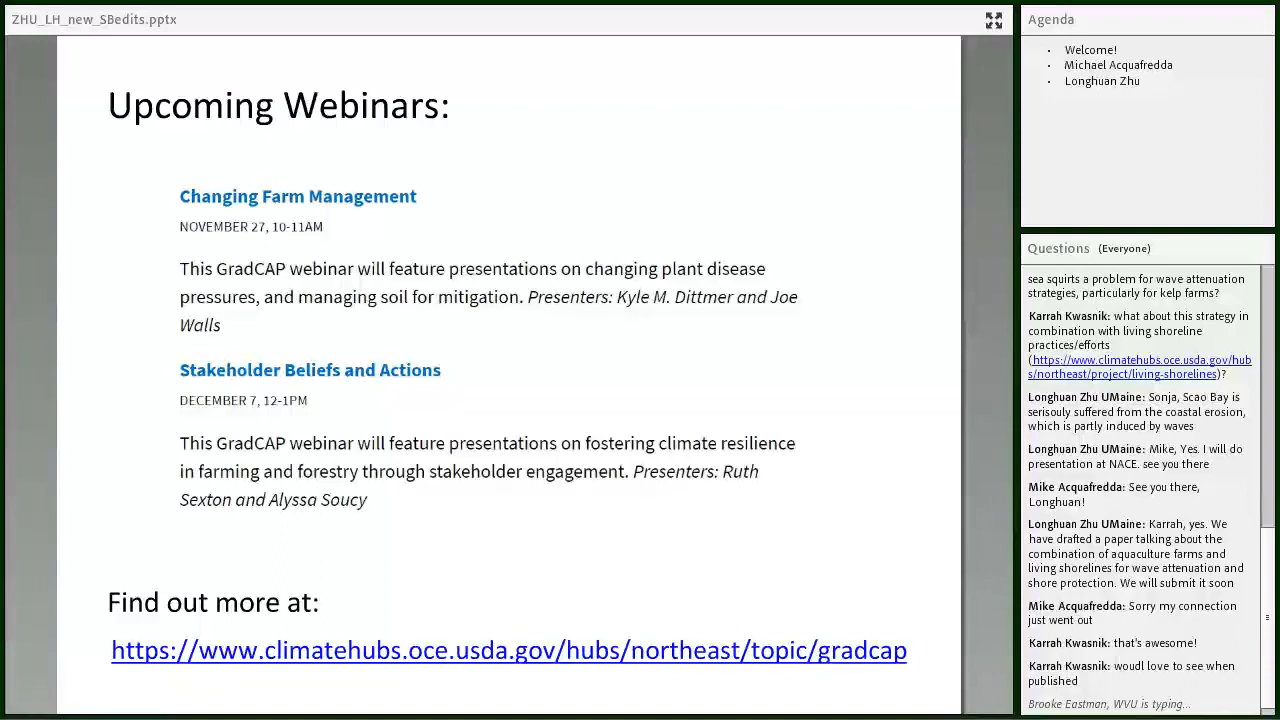 ZHU_LH_new_SBedits.pptx
Upcoming Webinars:
Changing Farm Management
NOVEMBER 27, 10-11AM
This GradCAP webinar will feature presentations on changing plant disease
pressures, and managing soil for mitigation. Presenters: Kyle M. Dittmer and Joe
Walls
Stakeholder Beliefs and Actions
DECEMBER 7, 12-1PM
This GradCAP webinar will feature presentations on fostering climate resilience
in farming and forestry through stakeholder engagement. Presenters: Ruth
Sexton and Alyssa Soucy
Find out more at:
https://www.climatehubs.oce.usda.gov/hubs/northeast/topic/gradcap
Agenda
• Welcome!
• Michael Acquafredda
• Longhuan Zhu
Questions (Everyone)
sea squirts a problem for wave attenuation
strategies, particularly for kelp farms?
Karrah Kwasnik: what about this strategy in
combination with living shoreline
practices/efforts
(https://www.climatehubs.oce.usda.gov/hub
s/northeast/project/living-shorelines)?
Longhuan Zhu UMaine: Sonja, Scao Bay is
serisouly suffered from the coastal erosion,
which is partly induced by waves
Longhuan Zhu UMaine: Mike, Yes. I will do
presentation at NACE. see you there
Mike Acquafredda: See you there,
Longhuan!
Longhuan Zhu UMaine: Karrah, yes. We
have drafted a paper talking about the
combination of aquaculture farms and
living shorelines for wave attenuation and
shore protection. We will submit it soon
Mike Acquafredda: Sorry my connection
just went out
Karrah Kwasnik: that's awesome!
Karrah Kwasnik: woudl love to see when
published
Brooke Eastman, WVU is typing...